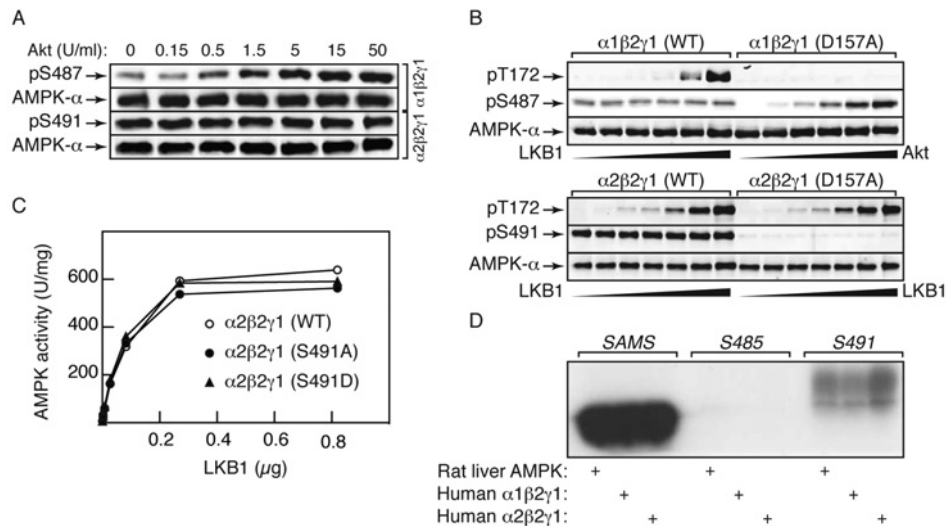 A
Akt (U/ml): 0 0.15 0.5 1.5 5 15 50
pS487
AMPK-α
pS491
AMPK-α
α1β2γ1
α2β2γ1
B
α1β2γ1 (WT) α1β2γ1 (D157A)
pT172
pS487
AMPK-α
LKB1 Akt
α2β2γ1 (WT) α2β2γ1 (D157A)
pT172
pS491
AMPK-α
LKB1 LKB1
C
AMPK activity (U/mg)
600
400
200
α2β2γ1 (WT)
α2β2γ1 (S491A)
α2β2γ1 (S491D)
0.2 0.4 0.6 0.8
LKB1 (μg)
D
SAMS S485 S491
Rat liver AMPK: + + +
Human α1β2γ1: + + +
Human α2β2γ1: + + +